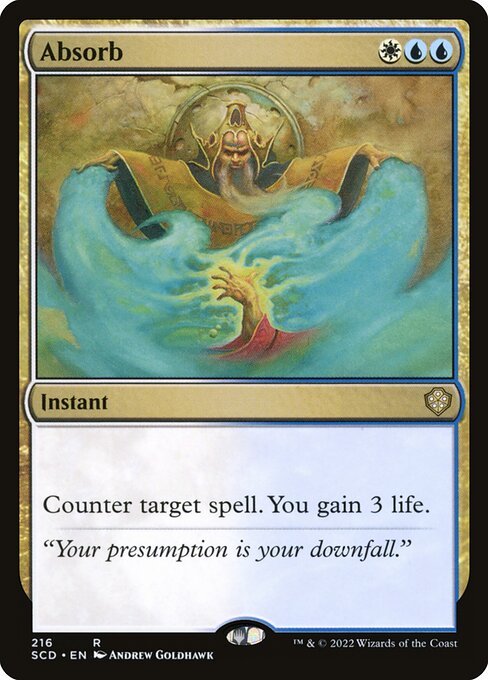 Absorb
Instant
Counter target spell. You gain 3 life.
“Your presumption is your downfall.”
216 R
SCD • EN Andrew Goldhawk
™ & © 2022 Wizards of the Coast